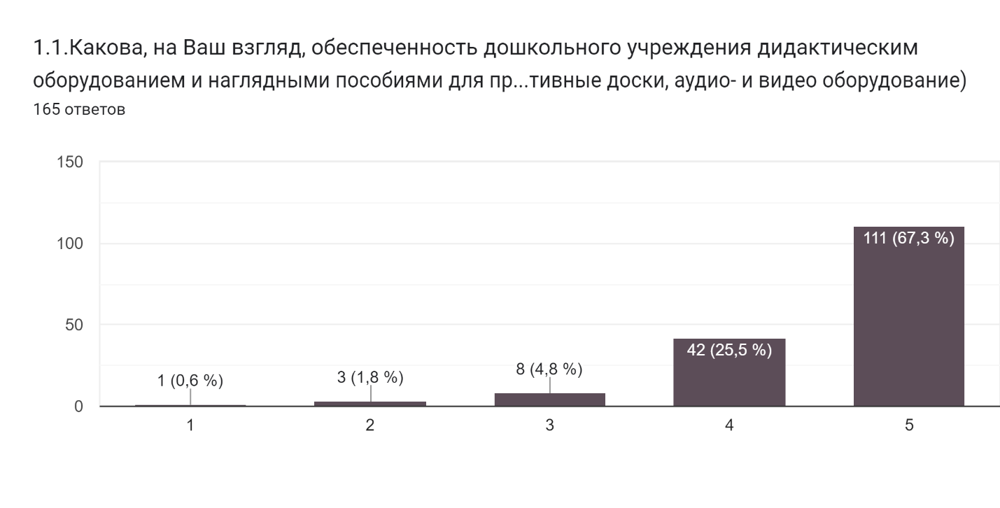 1.1.Какова, на Ваш взгляд, обеспеченность дошкольного учреждения дидактическим
оборудованием и наглядными пособиями для пр...тивные доски, аудио- и видео оборудование)
165 ответов
150
100
50
0
1 (0,6 %)
3 (1,8 %)
8 (4,8 %)
42 (25,5 %)
111 (67,3 %)
1
2
3
4
5